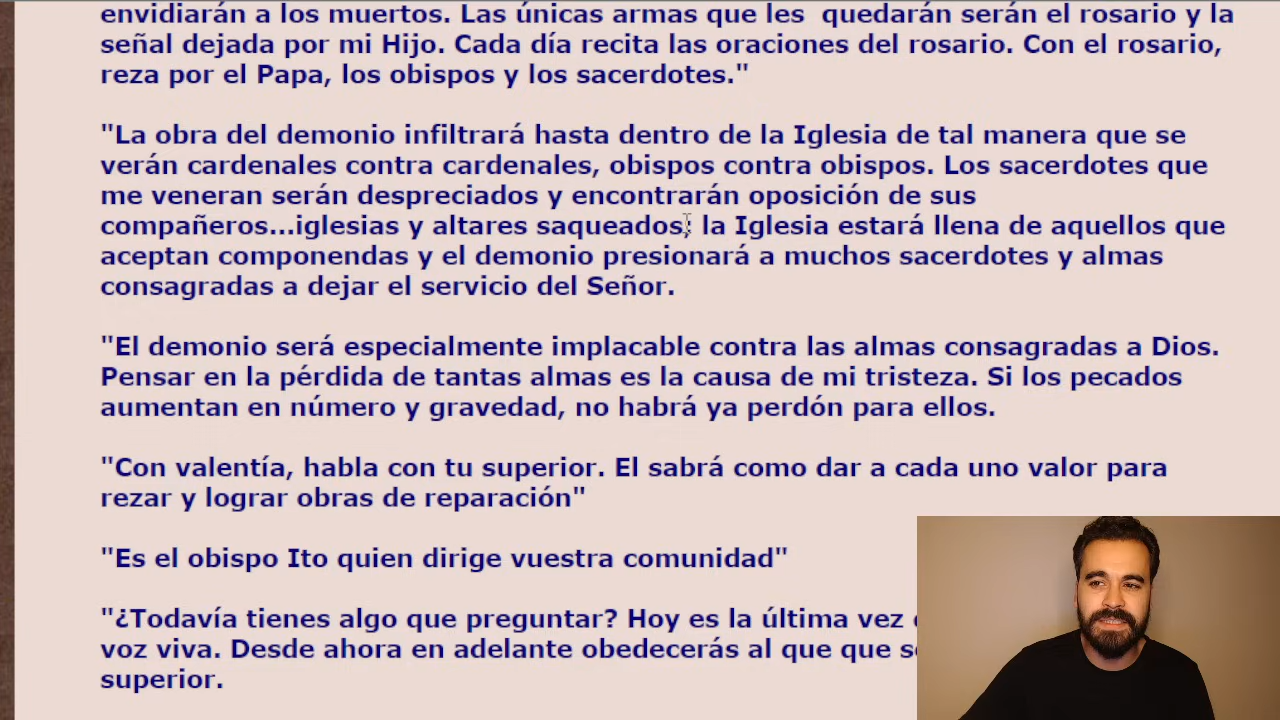 envidiarán a los muertos. Las únicas armas que les  quedarán serán el rosario y la
señal dejada por mi Hijo. Cada día recita las oraciones del rosario. Con el rosario,
reza por el Papa, los obispos y los sacerdotes."
"La obra del demonio infiltrará hasta dentro de la Iglesia de tal manera que se
verán cardenales contra cardenales, obispos contra obispos. Los sacerdotes que
me veneran serán despreciados y encontrarán oposición de sus
compañeros...iglesias y altares saqueados; la Iglesia estará llena de aquellos que
aceptan componendas y el demonio presionará a muchos sacerdotes y almas
consagradas a dejar el servicio del Señor.
"El demonio será especialmente implacable contra las almas consagradas a Dios.
Pensar en la pérdida de tantas almas es la causa de mi tristeza. Si los pecados
aumentan en número y gravedad, no habrá ya perdón para ellos.
"Con valentía, habla con tu superior. El sabrá como dar a cada uno valor para
rezar y lograr obras de reparación"
"Es el obispo Ito quien dirige vuestra comunidad"
"¿Todavía tienes algo que preguntar? Hoy es la última vez
voz viva. Desde ahora en adelante obedecerás al que que
superior.